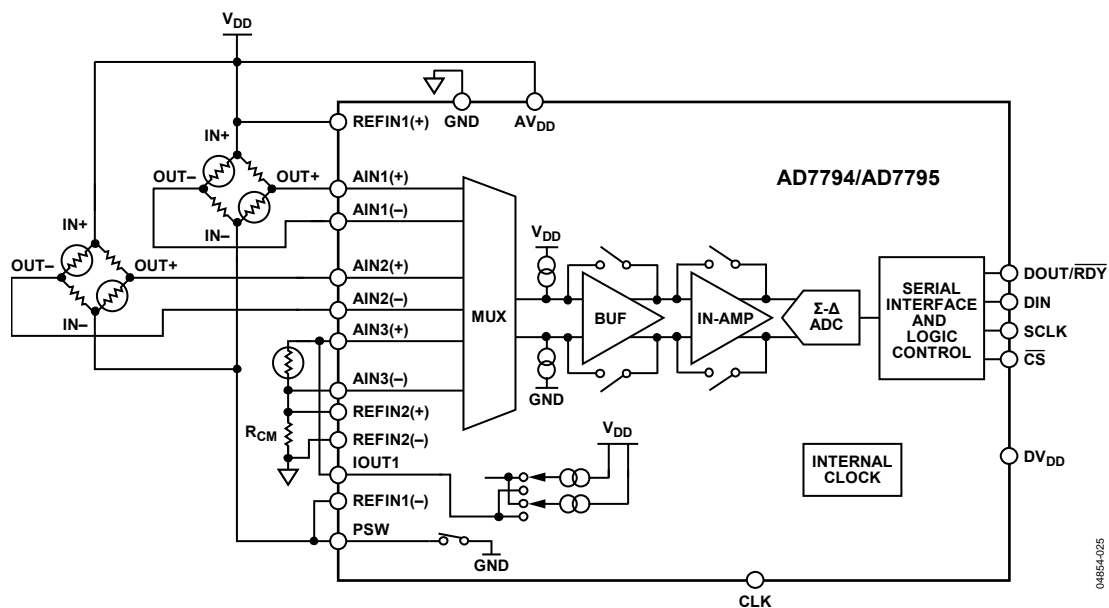 VDD
GND
AVDD
REFIN1(+)
IN+
OUT–
OUT+
AIN1(+)
AD7794/AD7795
AIN1(–)
IN–
VDD
IN+
OUT–
OUT+
AIN2(+)
AIN2(–)
IN–
MUX
BUF
IN-AMP
Σ-Δ
ADC
SERIAL
INTERFACE
AND
LOGIC
CONTROL
DOUT/RDY
DIN
SCLK
CS
AIN3(+)
AIN3(–)
GND
REFIN2(+)
RCM
REFIN2(–)
VDD
IOUT1
INTERNAL
CLOCK
DVDD
REFIN1(–)
PSW
GND
CLK
04854-025